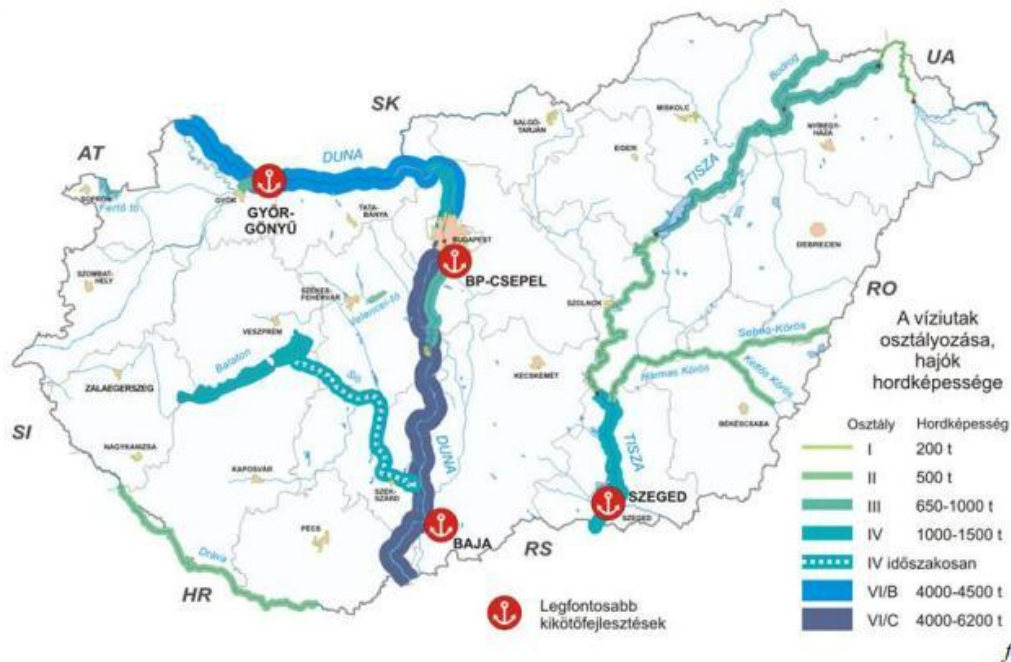 UA
Bodrog
SK
SALGÓ-
TARJÁN
MISKOLC
NYÍREGY-
HÁZA
EGER
TISZA
AT
DUNA
SOPRON
Fertő tó
GYŐR
GYŐR-
GÖNYŰ
TATA-
BÁNYA
BUDAPEST
DEBRECEN
BP-CSEPEL
SZOMBAT-
HELY
SZÉKES-
FEHÉRVÁR
Velencei-tó
SZOLNOK
RO
VESZPRÉM
Balaton
Sió
ZALAEGERSZEG
KECSKEMÉT
Sebes-Körös
Hármas Körös
Kettős Körös
BÉKÉSCSABA
SI
NAGYKANIZSA
KAPOSVÁR
DUNA
TISZA
SZEK-
SZÁRD
SZEGED
SZEGED
PÉCS
BAJA
RS
Dráva
HR
A víziutak
osztályozása,
hajók
hordképessége
Osztály Hordképesség
I 200 t
II 500 t
III 650-1000 t
IV 1000-1500 t
IV időszakosan
VI/B 4000-4500 t
VI/C 4000-6200 t
Legfontosabb
kikötőfejlesztések
f